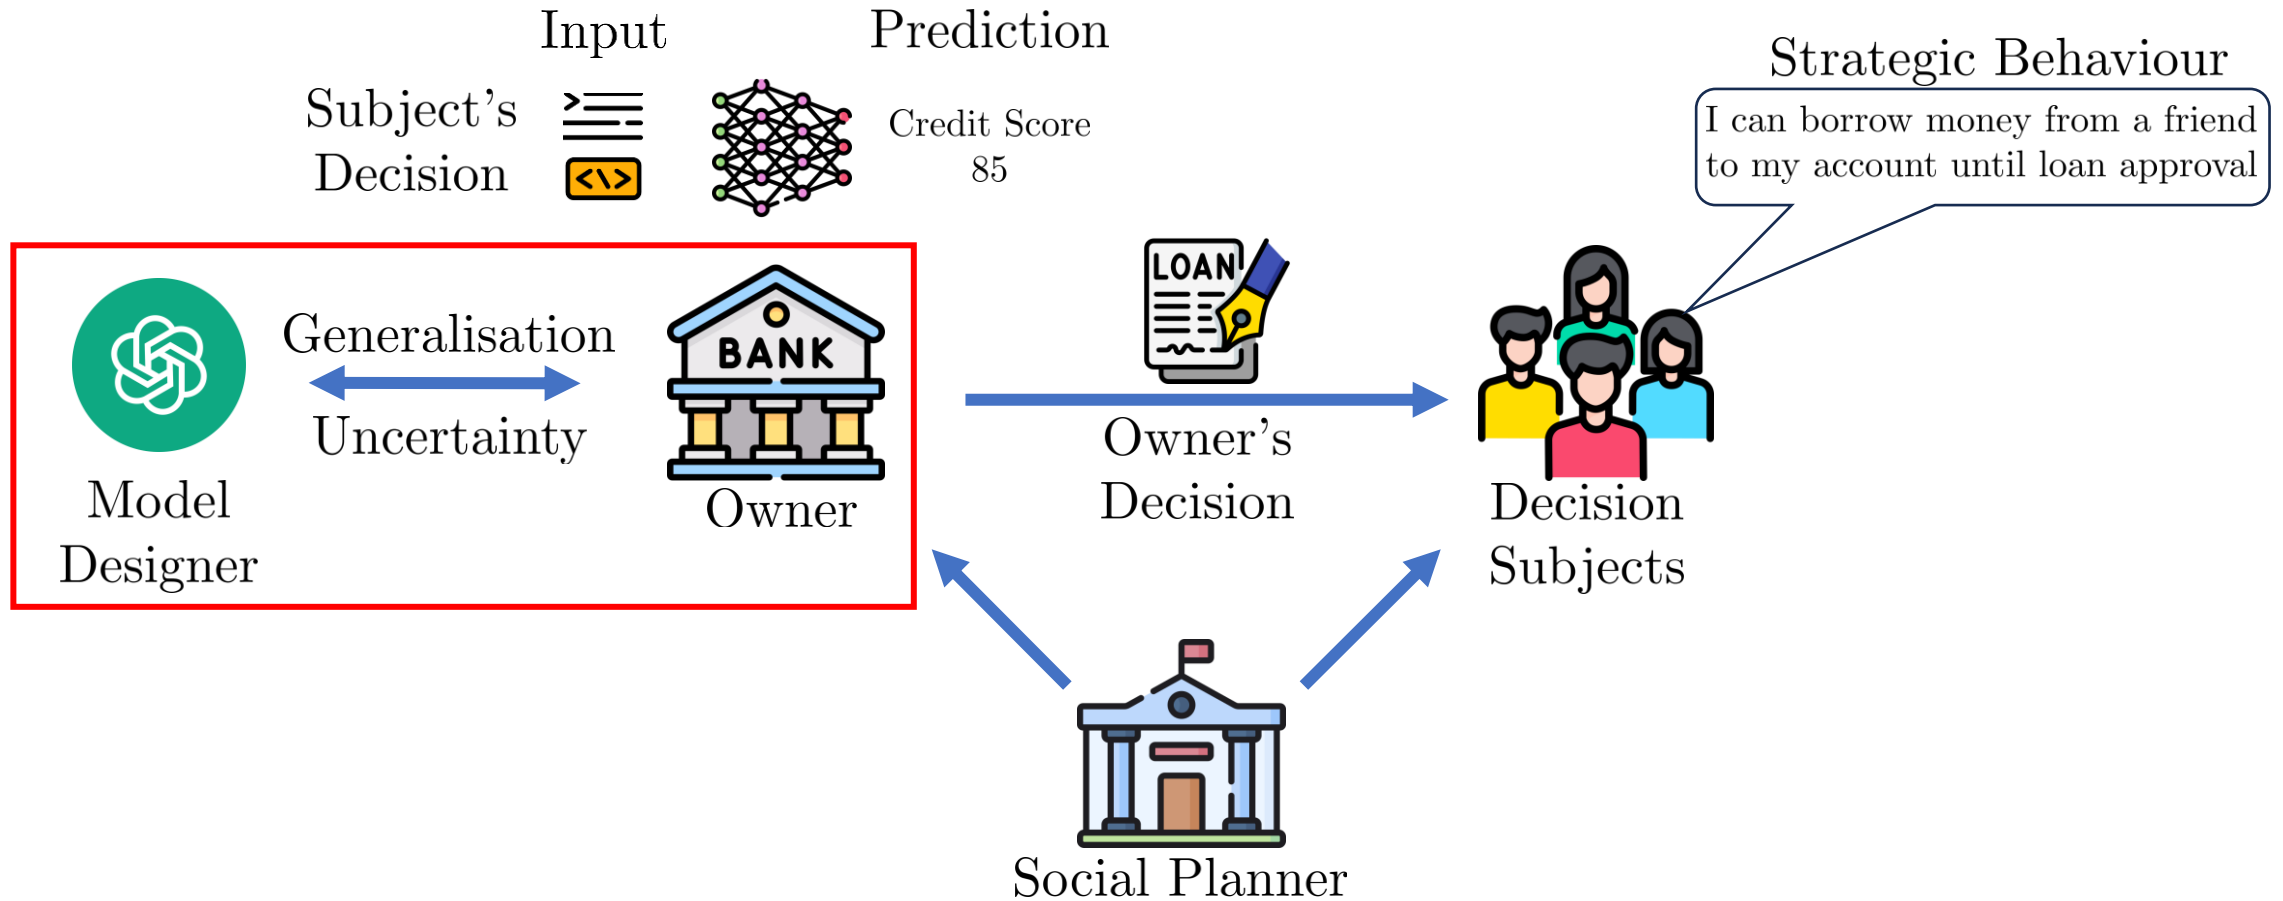 Input
Prediction
Subject's
Decision
<\>
Credit Score
85
Strategic Behaviour
I can borrow money from a friend
to my account until loan approval
Generalisation
Uncertainty
BANK
Model
Designer
Owner
LOAN
Owner's
Decision
Decision
Subjects
Social Planner